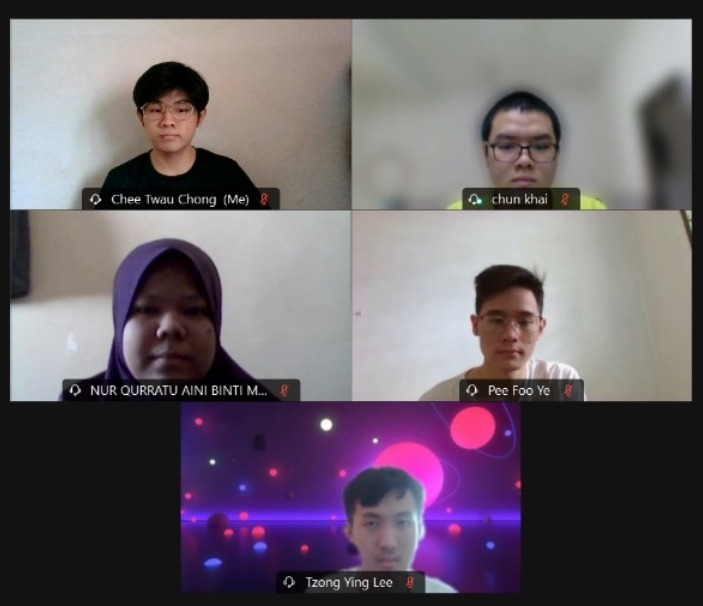 Chee Twau Chong (Me)
chun khai
NUR QURRATU AINI BINTI M...
Pee Foo Ye
Tzong Ying Lee